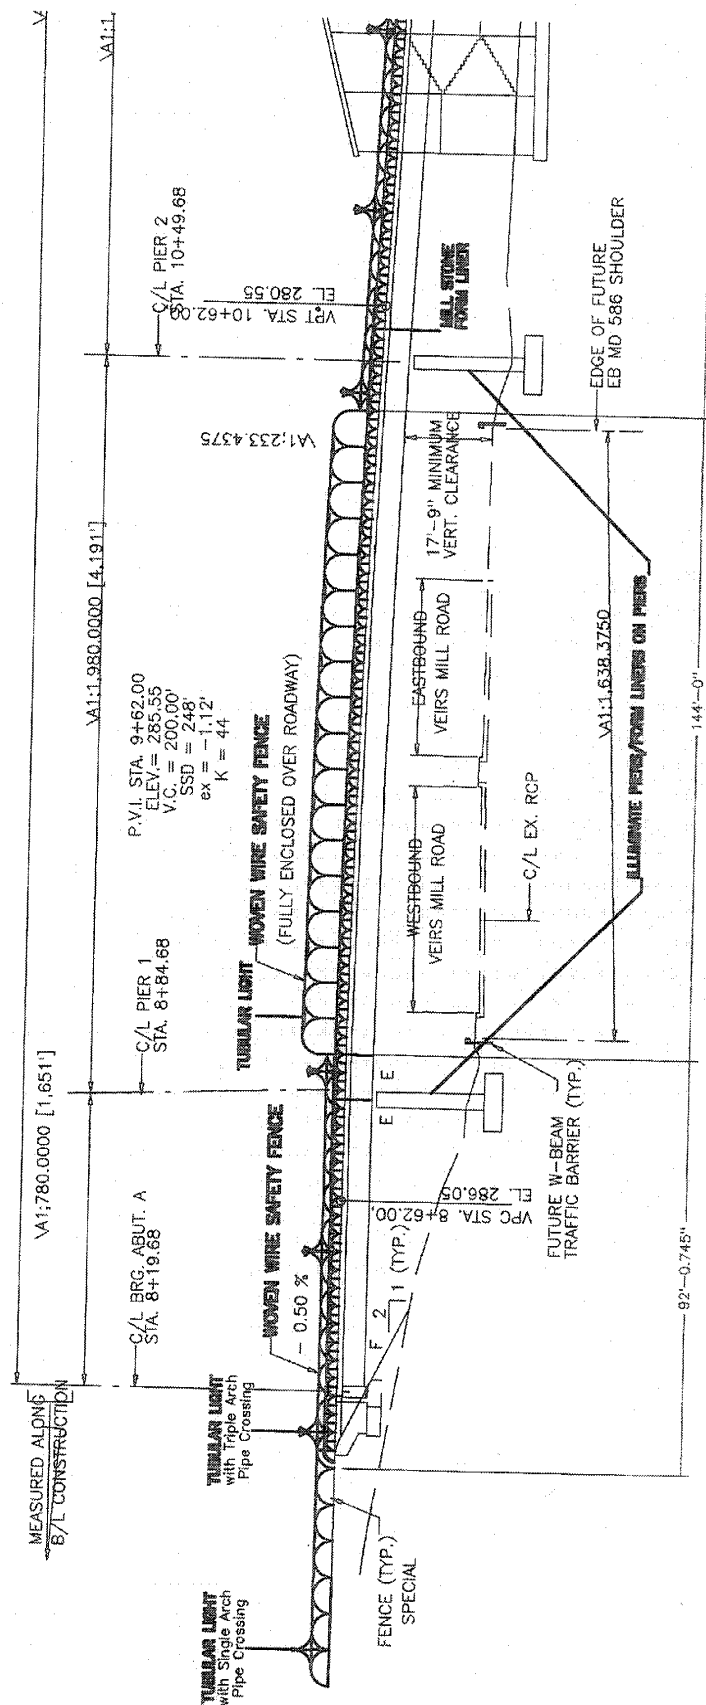 MEASURED ALONG
B/L CONSTRUCTION
\A1;780.0000 [1,651']
\A1;1,980.0000 [4,191']
\A1;1,
C/L BRG. ABUT. A
STA. 8+19.68
C/L PIER 1
STA. 8+84.68
P.V.I. STA. 9+62.00
ELEV.= 285.55
V.C. = 200.00'
SSD = 248'
ex = -1.12'
K = 44
C/L PIER 2
STA. 10+49.68
VPT STA. 10+62.00
EL. 280.55
\A1;233.4375
TUBULAR LIGHT
with Single Arch
Pipe Crossing
TUBULAR LIGHT
with Triple Arch
Pipe Crossing
WOVEN WIRE SAFETY FENCE
- 0.50 %
TUBULAR LIGHT
WOVEN WIRE SAFETY FENCE
(FULLY ENCLOSED OVER ROADWAY)
MILL STONE
FORM LINER
FENCE (TYP.)
SPECIAL
F 2
1 (TYP.)
VPC STA. 8+62.00,
EL. 286.05
E E
WESTBOUND
VEIRS MILL ROAD
EASTBOUND
VEIRS MILL ROAD
17'-9" MINIMUM
VERT. CLEARANCE
FUTURE W-BEAM
TRAFFIC BARRIER (TYP.)
C/L EX. RCP
\A1;1,638.3750
EDGE OF FUTURE
EB MD 586 SHOULDER
ILLUMINATE PIERS/FORM LINERS ON PIERS
92'-0.745"
144'-0"